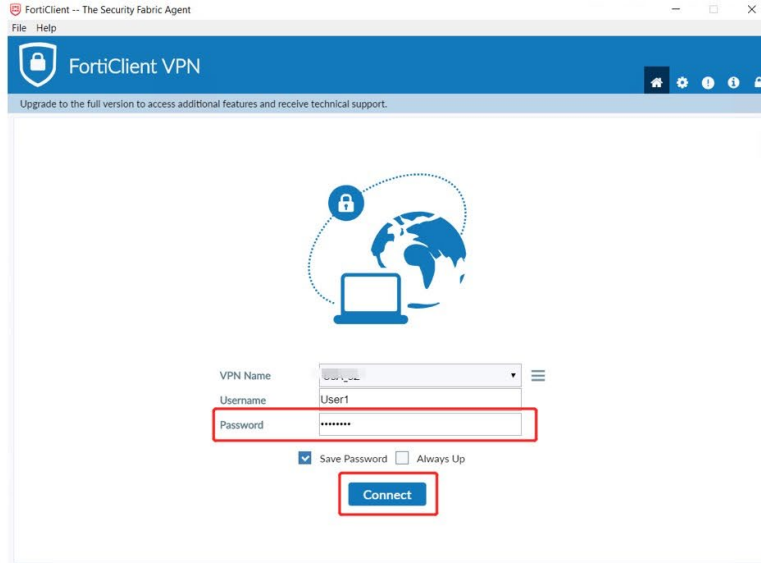 FortiClient -- The Security Fabric Agent
File Help
FortiClient VPN
Upgrade to the full version to access additional features and receive technical support.
VPN Name
Username User1
Password ••••••••
Save Password Always Up
Connect